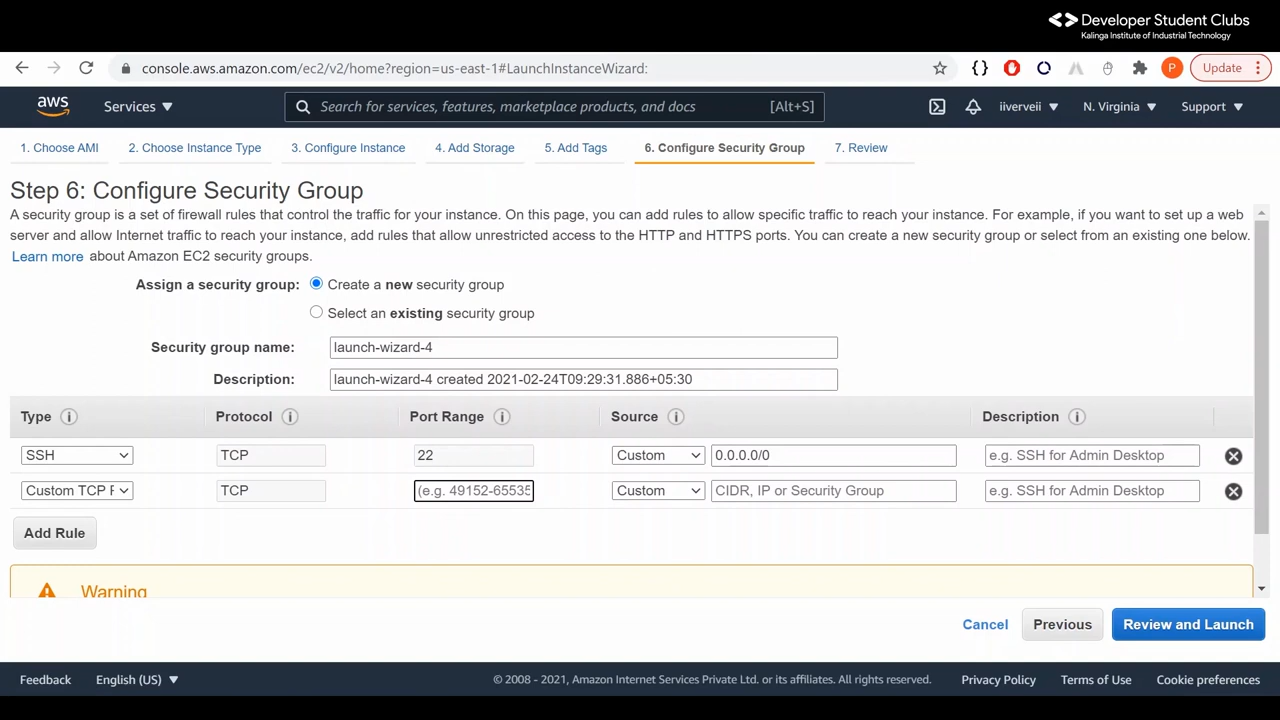 Developer Student Clubs
Kalinga Institute of Industrial Technology
console.aws.amazon.com/ec2/v2/home?region=us-east-1#LaunchInstanceWizard:
P
Update
aws
Services
Search for services, features, marketplace products, and docs
[Alt+S]
iiverveii
N. Virginia
Support
1. Choose AMI
2. Choose Instance Type
3. Configure Instance
4. Add Storage
5. Add Tags
6. Configure Security Group
7. Review
Step 6: Configure Security Group
A security group is a set of firewall rules that control the traffic for your instance. On this page, you can add rules to allow specific traffic to reach your instance. For example, if you want to set up a web
server and allow Internet traffic to reach your instance, add rules that allow unrestricted access to the HTTP and HTTPS ports. You can create a new security group or select from an existing one below.
Learn more about Amazon EC2 security groups.
Assign a security group: Create a new security group
Select an existing security group
Security group name: launch-wizard-4
Description: launch-wizard-4 created 2021-02-24T09:29:31.886+05:30
Type i Protocol i Port Range i Source i Description i
SSH TCP 22 Custom 0.0.0.0/0 e.g. SSH for Admin Desktop
Custom TCP F TCP (e.g. 49152-65535 Custom CIDR, IP or Security Group e.g. SSH for Admin Desktop
Add Rule
Warning
Cancel Previous Review and Launch
Feedback English (US) © 2008 - 2021, Amazon Internet Services Private Ltd. or its affiliates. All rights reserved. Privacy Policy Terms of Use Cookie preferences